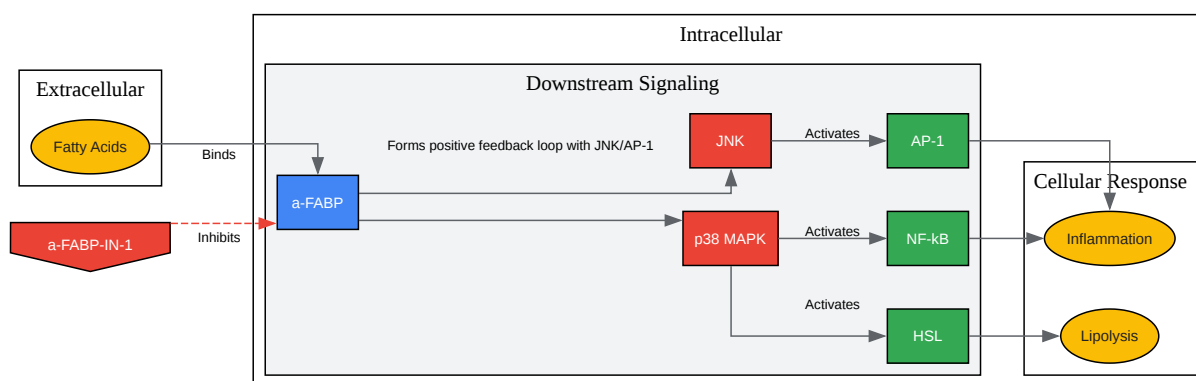 Intracellular
Extracellular
Downstream Signaling
Fatty Acids
Binds
Forms positive feedback loop with JNK/AP-1
JNK
Activates
AP-1
Cellular Response
a-FABP
a-FABP-IN-1
Inhibits
p38 MAPK
Activates
NF-kB
Inflammation
Activates
HSL
Lipolysis